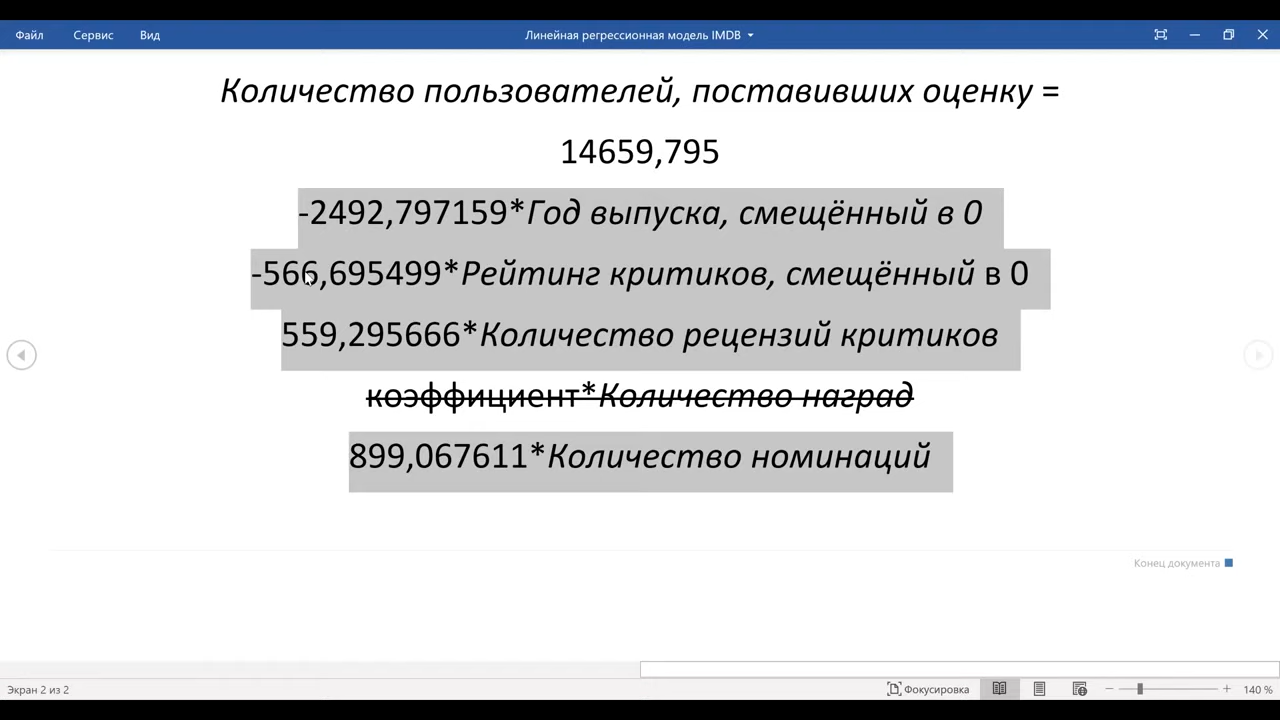 Файл Сервис Вид Линейная регрессионная модель IMDB
Количество пользователей, поставивших оценку =
14659,795
-2492,797159*Год выпуска, смещённый в 0
-566,695499*Рейтинг критиков, смещённый в 0
559,295666*Количество рецензий критиков
коэффициент*Количество наград
899,067611*Количество номинаций
Конец документа
Экран 2 из 2 Фокусировка 140 %